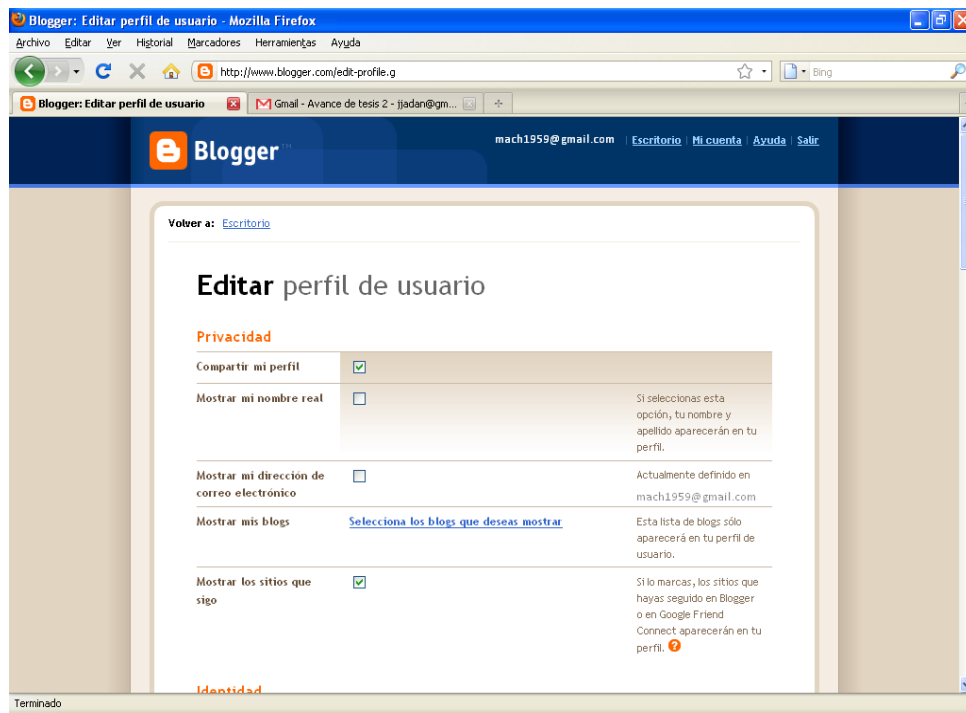 Blogger: Editar perfil de usuario - Mozilla Firefox
Archivo Editar Ver Historial Marcadores Herramientas Ayuda
http://www.blogger.com/edit-profile.g
Bing
Blogger: Editar perfil de usuario
Gmail - Avance de tesis 2 - jjadan@gm...
Blogger™
mach1959@gmail.com | Escritorio | Mi cuenta | Ayuda | Salir
Volver a: Escritorio
Editar perfil de usuario
Privacidad
Compartir mi perfil
Mostrar mi nombre real
Si seleccionas esta
opción, tu nombre y
apellido aparecerán en tu
perfil.
Mostrar mi dirección de
correo electrónico
Actualmente definido en
mach1959@gmail.com
Mostrar mis blogs
Selecciona los blogs que deseas mostrar
Esta lista de blogs sólo
aparecerá en tu perfil de
usuario.
Mostrar los sitios que
sigo
Si lo marcas, los sitios que
hayas seguido en Blogger
o en Google Friend
Connect aparecerán en tu
perfil. ?
Identidad
Terminado